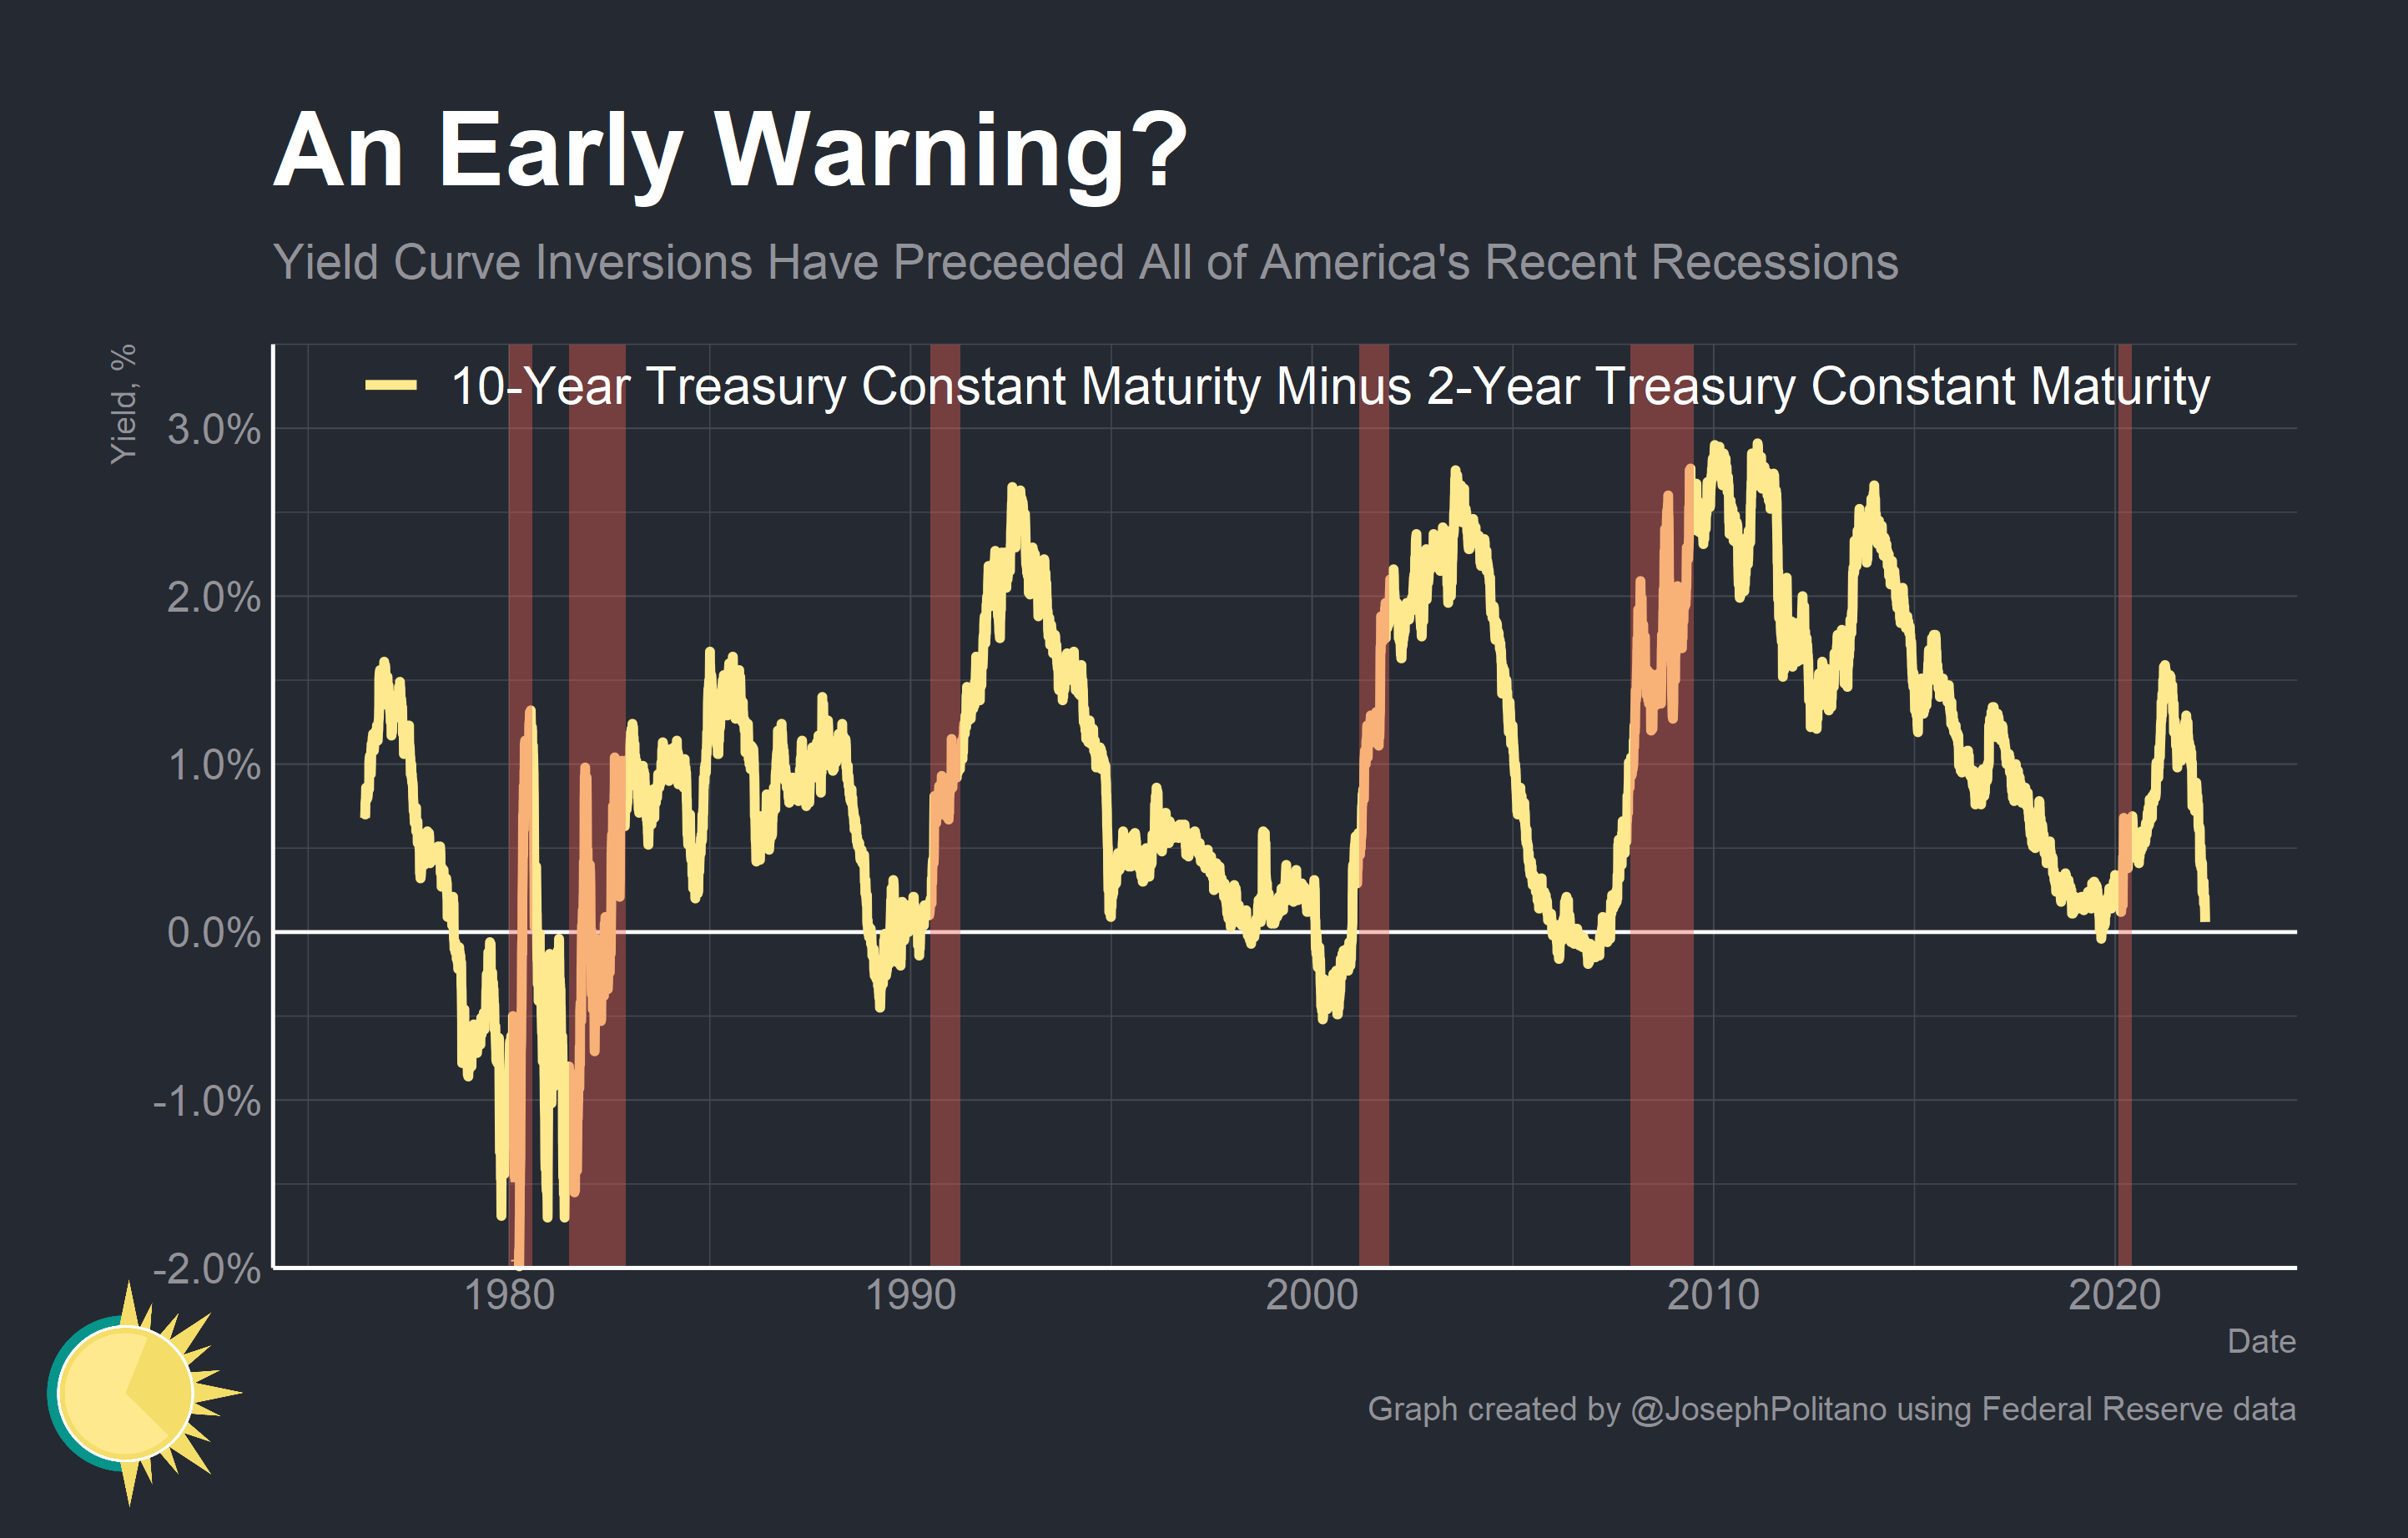 An Early Warning?
Yield Curve Inversions Have Preceeded All of America's Recent Recessions
Yield, %
10-Year Treasury Constant Maturity Minus 2-Year Treasury Constant Maturity
3.0%
2.0%
1.0%
0.0%
-1.0%
-2.0%
1980 1990 2000 2010 2020
Date
Graph created by @JosephPolitano using Federal Reserve data